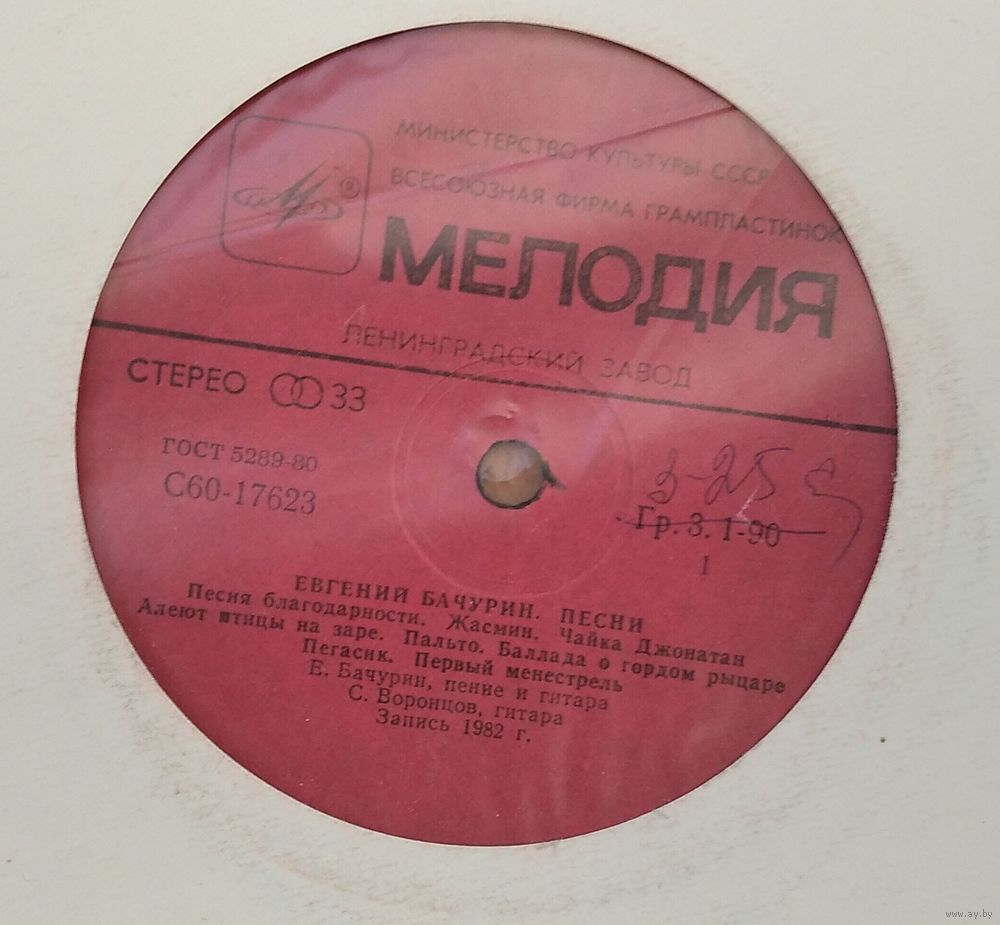 МИНИСТЕРСТВО КУЛЬТУРЫ СССР
ВСЕСОЮЗНАЯ ФИРМА ГРАМПЛАСТИНОК
®
МЕЛОДИЯ
ЛЕНИНГРАДСКИЙ ЗАВОД
СТЕРЕО 33
ГОСТ 5289-80
С60-17623
3-25
Гр. 3. 1-90
1
ЕВГЕНИЙ БАЧУРИН. ПЕСНИ
Песня благодарности. Жасмин. Чайка Джонатан
Алеют птицы на заре. Пальто. Баллада о гордом рыцаре
Пегасик. Первый менестрель
Е. Бачурин, пение и гитара
С. Воронцов, гитара
Запись 1982 г.
www.ay.by